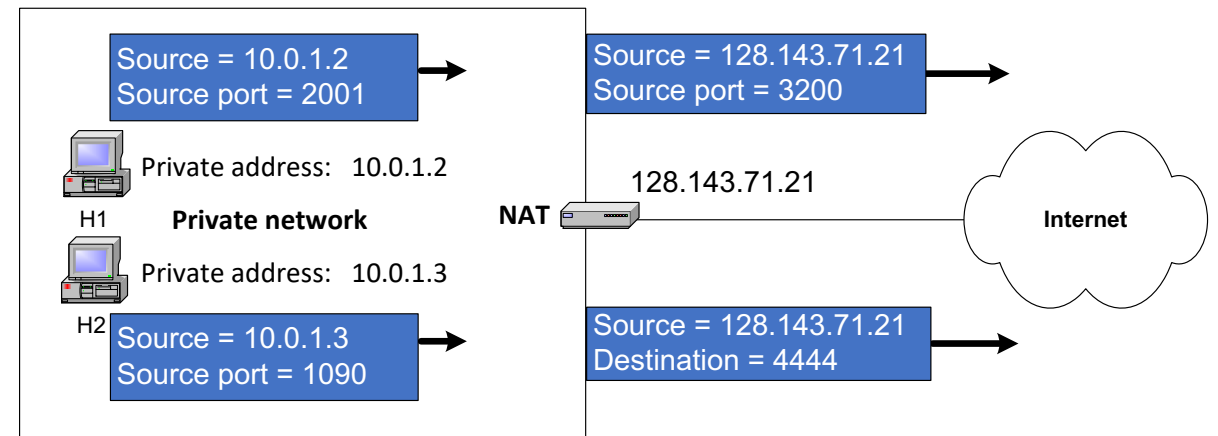 Source = 10.0.1.2
Source port = 2001
Source = 128.143.71.21
Source port = 3200
Private address: 10.0.1.2
H1
Private network
NAT
128.143.71.21
Internet
Private address: 10.0.1.3
H2
Source = 10.0.1.3
Source port = 1090
Source = 128.143.71.21
Destination = 4444